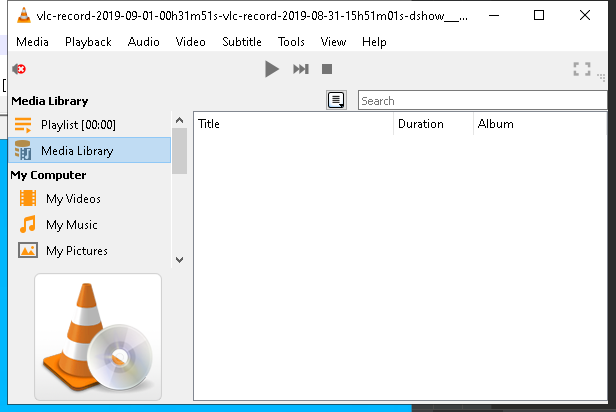 vlc-record-2019-09-01-00h31m51s-vlc-record-2019-08-31-15h51m01s-dshow__...
Media Playback Audio Video Subtitle Tools View Help
Media Library
Search
Playlist [00:00]
Title Duration Album
Media Library
My Computer
My Videos
My Music
My Pictures